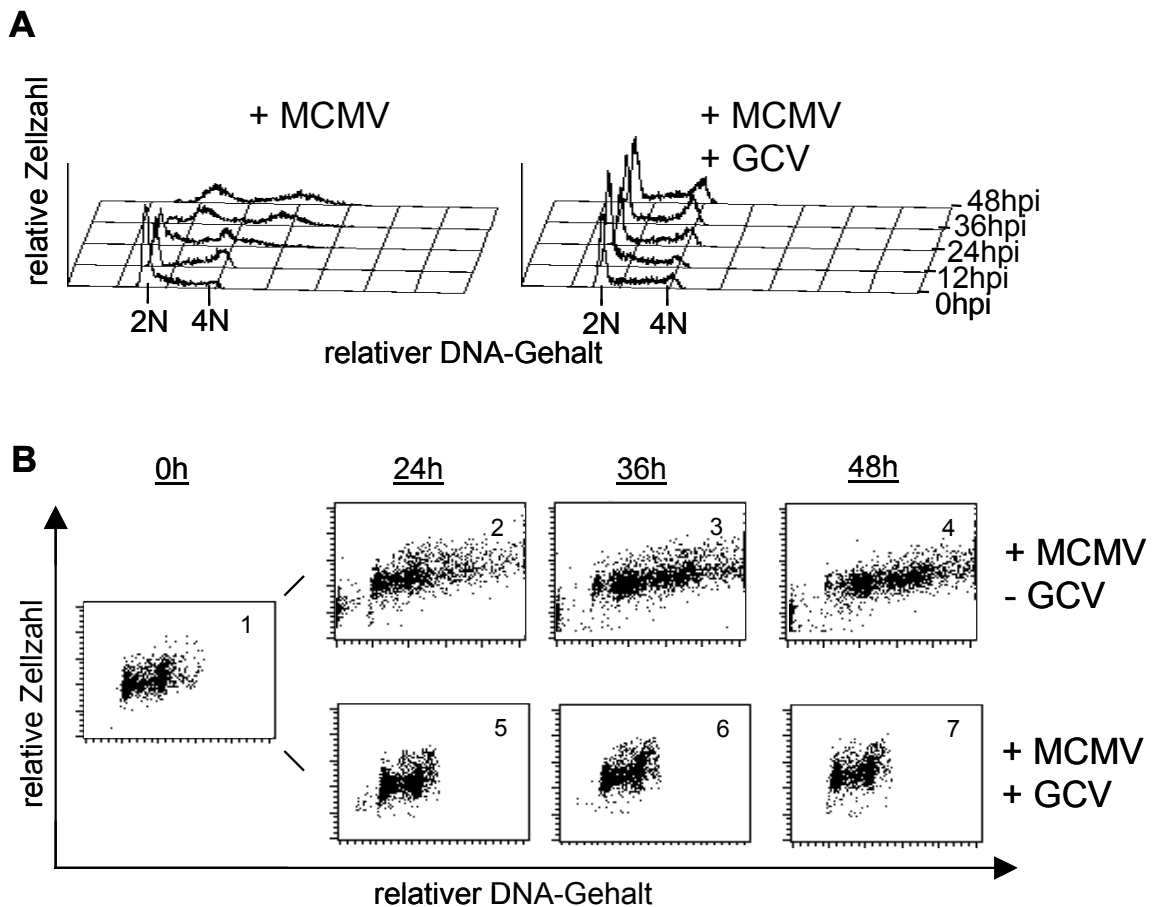 A
relative Zellzahl
+ MCMV
+ MCMV
+ GCV
48hpi
36hpi
24hpi
12hpi
0hpi
2N 4N
2N 4N
relativer DNA-Gehalt
B
0h
24h
36h
48h
relative Zellzahl
1
2
3
4
+ MCMV
- GCV
5
6
7
+ MCMV
+ GCV
relativer DNA-Gehalt